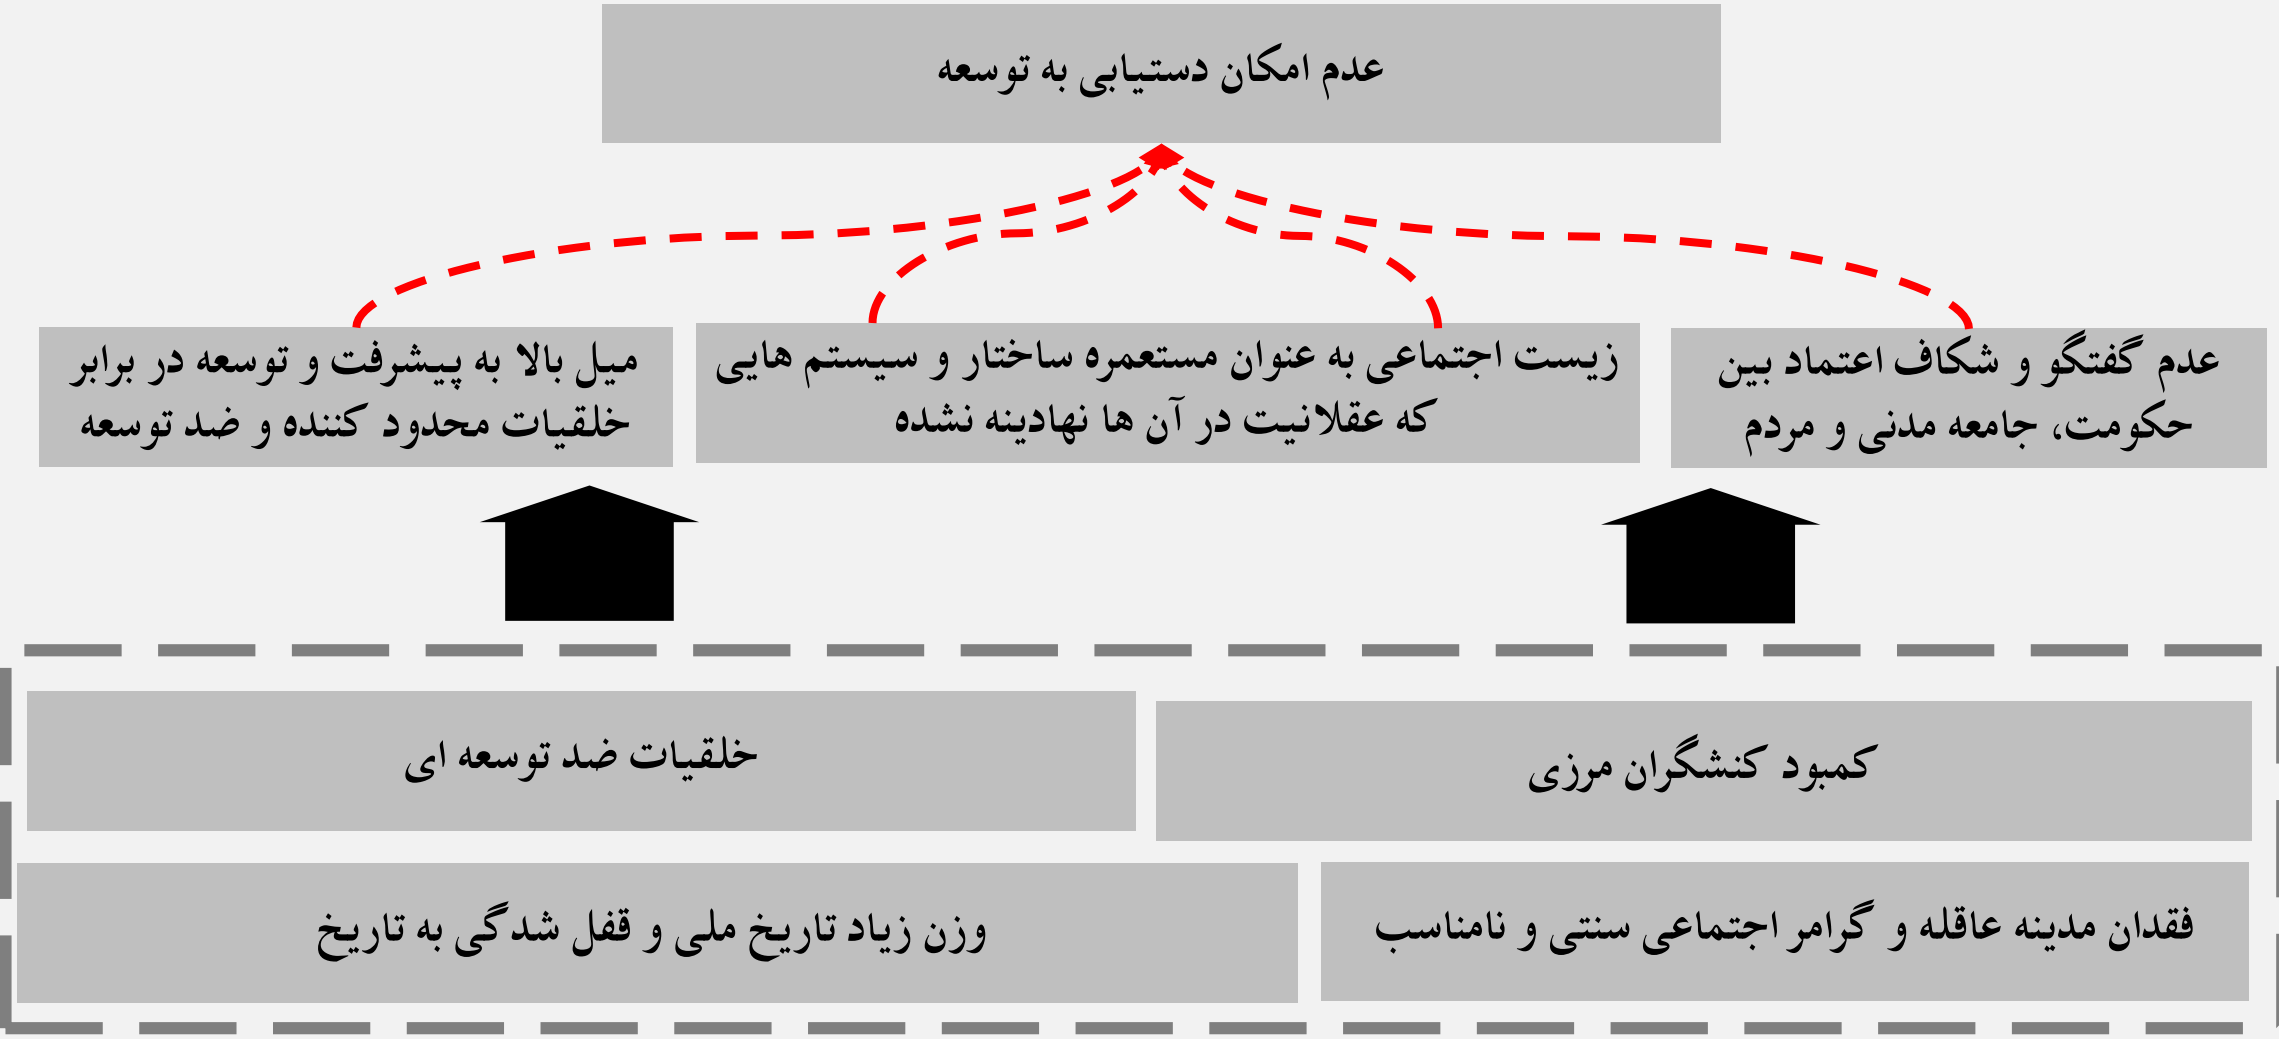 عدم امکان دستیابی به توسعه
عدم گفتگو و شکاف اعتماد بین
حکومت، جامعه مدنی و مردم
زیست اجتماعی به عنوان مستعمره ساختار و سیستم هایی
که عقلانیت در آن ها نهادینه نشده
میل بالا به پیشرفت و توسعه در برابر
خلقیات محدود کننده و ضد توسعه
کمبود کنشگران مرزی
خلقیات ضد توسعه ای
فقدان مدینه عاقله و گرامر اجتماعی سنتی و نامناسب
وزن زیاد تاریخ ملی و قفل شدگی به تاریخ